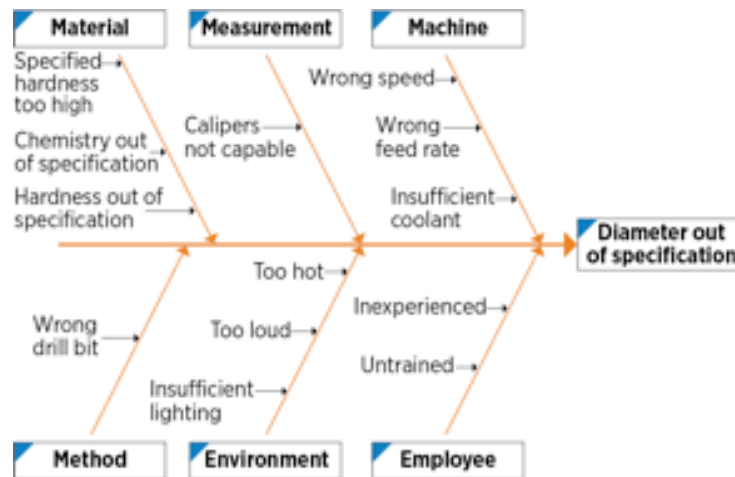 Material
Measurement
Machine
Specified
hardness
too high
Chemistry out
of specification
Hardness out of
specification
Calipers
not capable
Wrong speed
Wrong
feed rate
Insufficient
coolant
Diameter out
of specification
Wrong
drill bit
Too hot
Too loud
Insufficient
lighting
Inexperienced
Untrained
Method
Environment
Employee